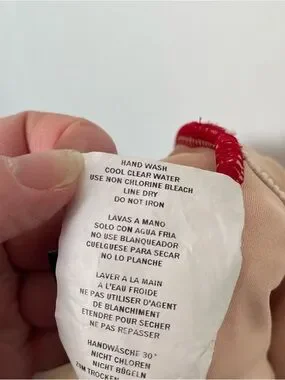 HAND WASH
COOL CLEAR WATER
USE NON CHLORINE BLEACH
LINE DRY
DO NOT IRON
LAVAS A MANO
SOLO CON AGUA FRIA
NO USE BLANQUEADOR
CUELGUESE PARA SECAR
NO LO PLANCHE
LAVER A LA MAIN
À L'EAU FROIDE
NE PAS UTILISER D'AGENT
DE BLANCHIMENT
ETENDRE POUR SECHER
NE PAS REPASSER
HANDWÄSCHE 30°
NICHT CHLOREN
NICHT BÜGELN
ZUM TROCKEN